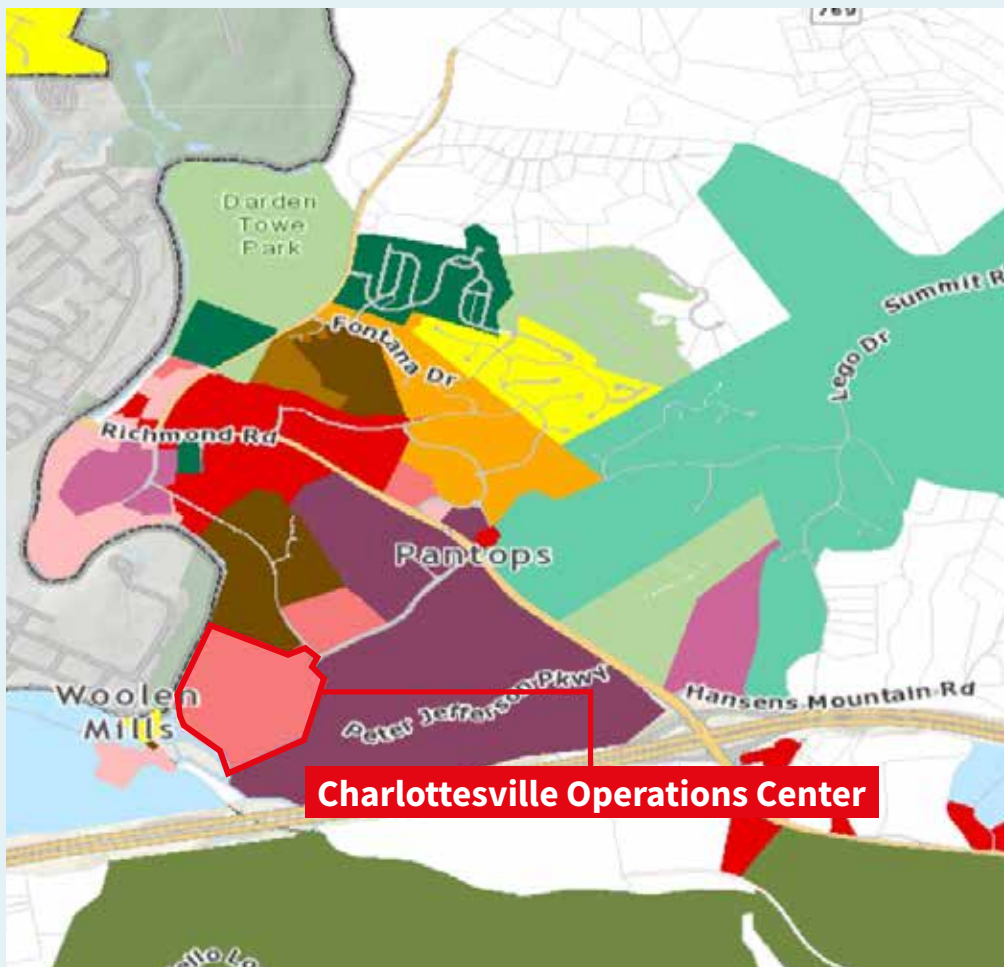 769
Darden
Towe
Park
Summit R
Fontana Dr
Lego Dr
Richmond Rd
Pantops
Woolen
Mills
Peter Jefferson Pkwy
Hansens Mountain Rd
Charlottesville Operations Center